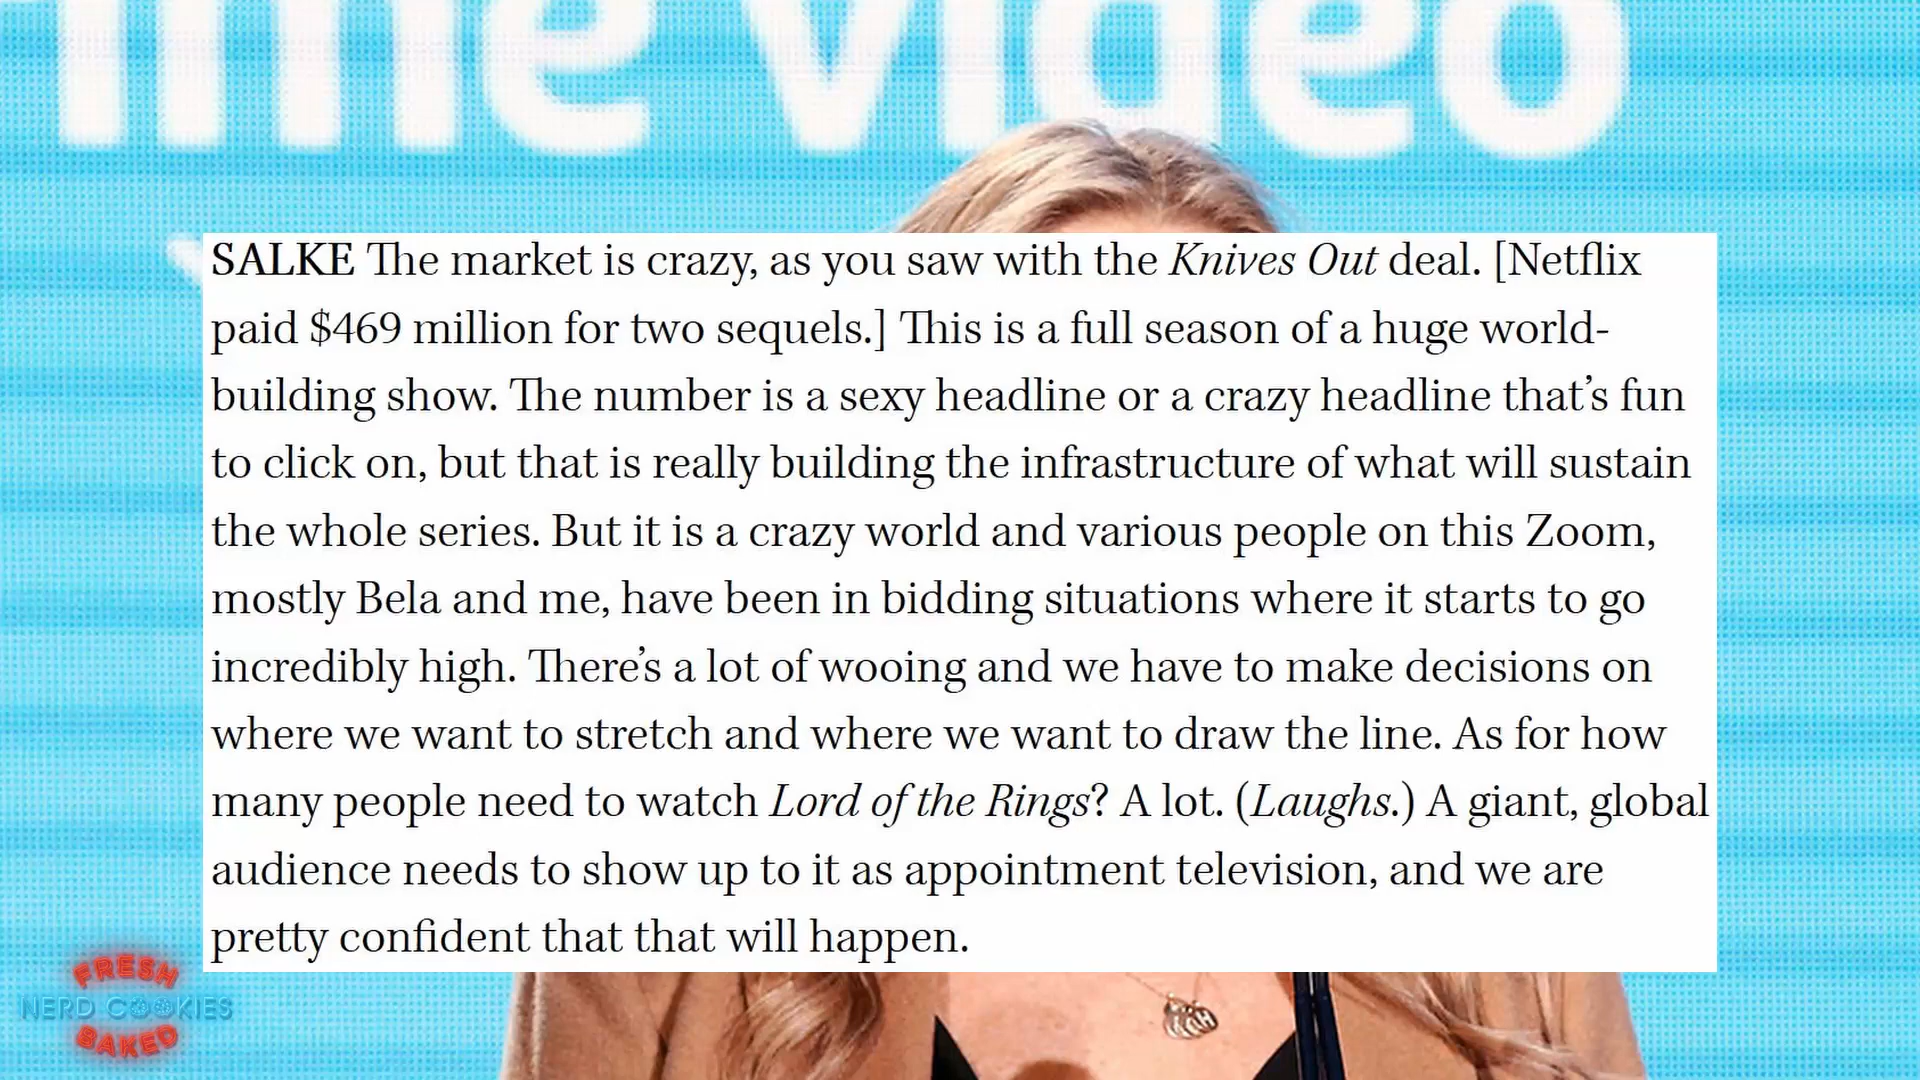 ime video
SALKE The market is crazy, as you saw with the Knives Out deal. [Netflix
paid $469 million for two sequels.] This is a full season of a huge world-
building show. The number is a sexy headline or a crazy headline that’s fun
to click on, but that is really building the infrastructure of what will sustain
the whole series. But it is a crazy world and various people on this Zoom,
mostly Bela and me, have been in bidding situations where it starts to go
incredibly high. There’s a lot of wooing and we have to make decisions on
where we want to stretch and where we want to draw the line. As for how
many people need to watch Lord of the Rings? A lot. (Laughs.) A giant, global
audience needs to show up to it as appointment television, and we are
pretty confident that that will happen.
FRESH
NERD COOKIES
BAKED